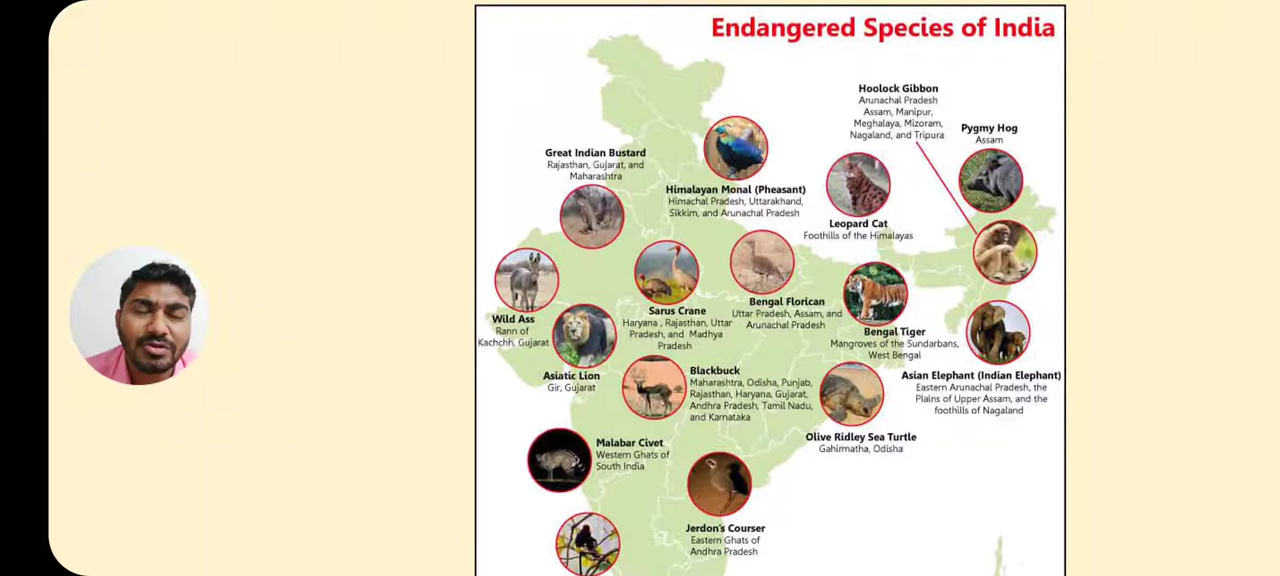 Endangered Species of India
Hoolock Gibbon
Arunachal Pradesh
Assam, Manipur,
Meghalaya, Mizoram,
Nagaland, and Tripura
Pygmy Hog
Assam
Great Indian Bustard
Rajasthan, Gujarat, and
Maharashtra
Himalayan Monal (Pheasant)
Himachal Pradesh, Uttarakhand,
Sikkim, and Arunachal Pradesh
Leopard Cat
Foothills of the Himalayas
Wild Ass
Rann of
Kachchh, Gujarat
Sarus Crane
Haryana , Rajasthan, Uttar
Pradesh, and Madhya
Pradesh
Bengal Florican
Uttar Pradesh, Assam, and
Arunachal Pradesh
Bengal Tiger
Mangroves of the Sundarbans,
West Bengal
Asiatic Lion
Gir, Gujarat
Blackbuck
Maharashtra, Odisha, Punjab,
Rajasthan, Haryana, Gujarat,
Andhra Pradesh, Tamil Nadu,
and Karnataka
Asian Elephant (Indian Elephant)
Eastern Arunachal Pradesh, the
Plains of Upper Assam, and the
foothills of Nagaland
Olive Ridley Sea Turtle
Gahirmatha, Odisha
Malabar Civet
Western Ghats of
South India
Jerdon's Courser
Eastern Ghats of
Andhra Pradesh